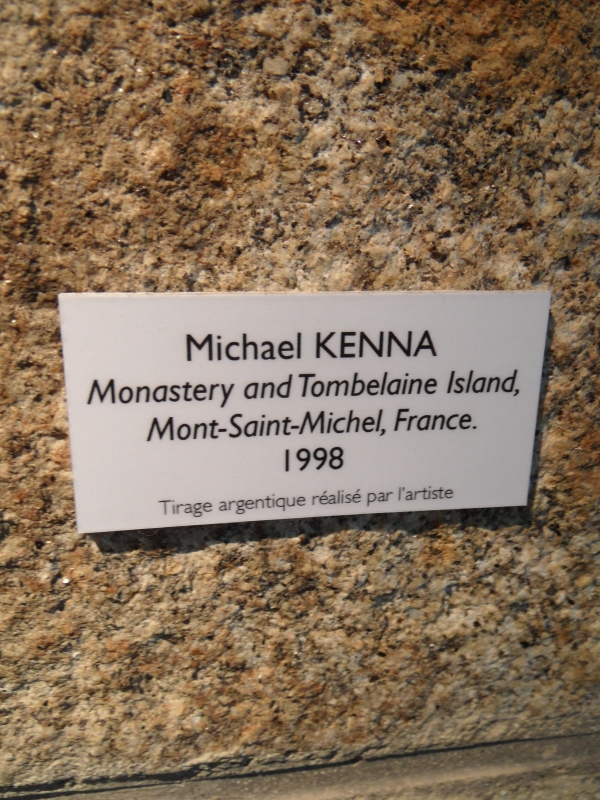 Michael KENNA
Monastery and Tombelaine Island,
Mont-Saint-Michel, France.
1998
Tirage argentique réalisé par l'artiste